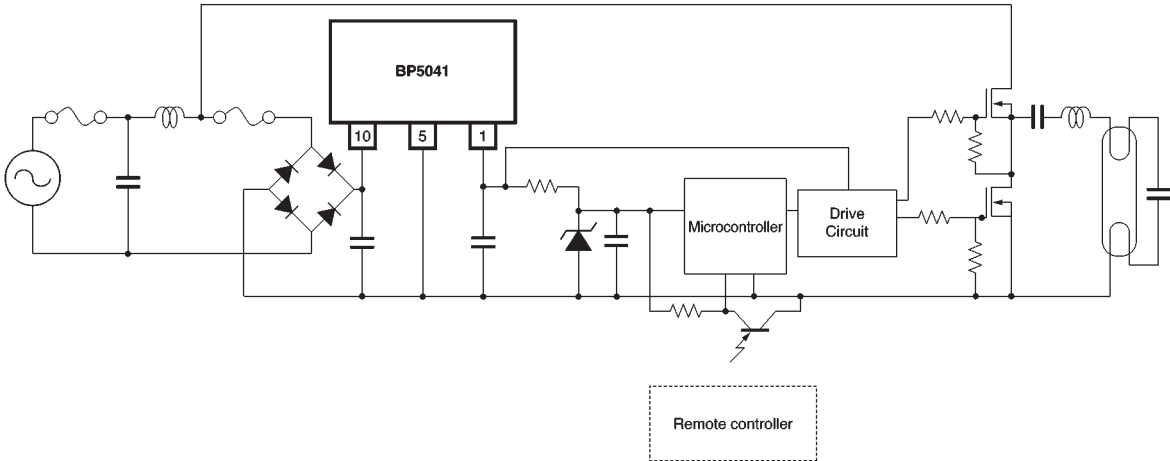 BP5041
10
5
1
Microcontroller
Drive
Circuit
Remote controller